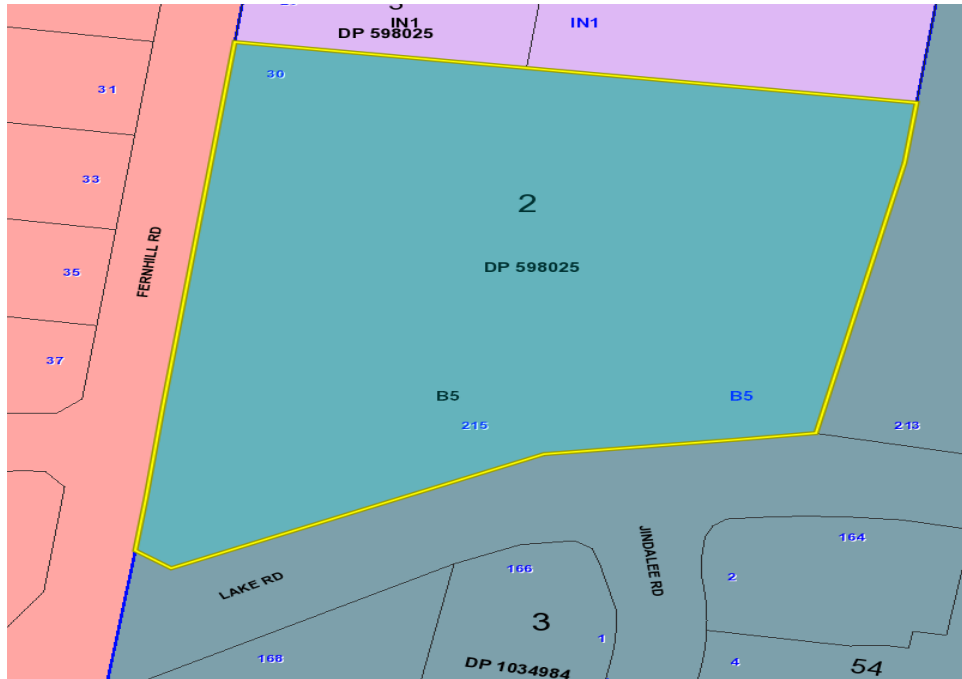 IN1
IN1
DP 598025
30
31
2
33
FERNHILL RD
DP 598025
35
37
B5
B5
215
213
JINDALEE RD
164
166
2
LAKE RD
3
1
168
4
54
DP 1034984